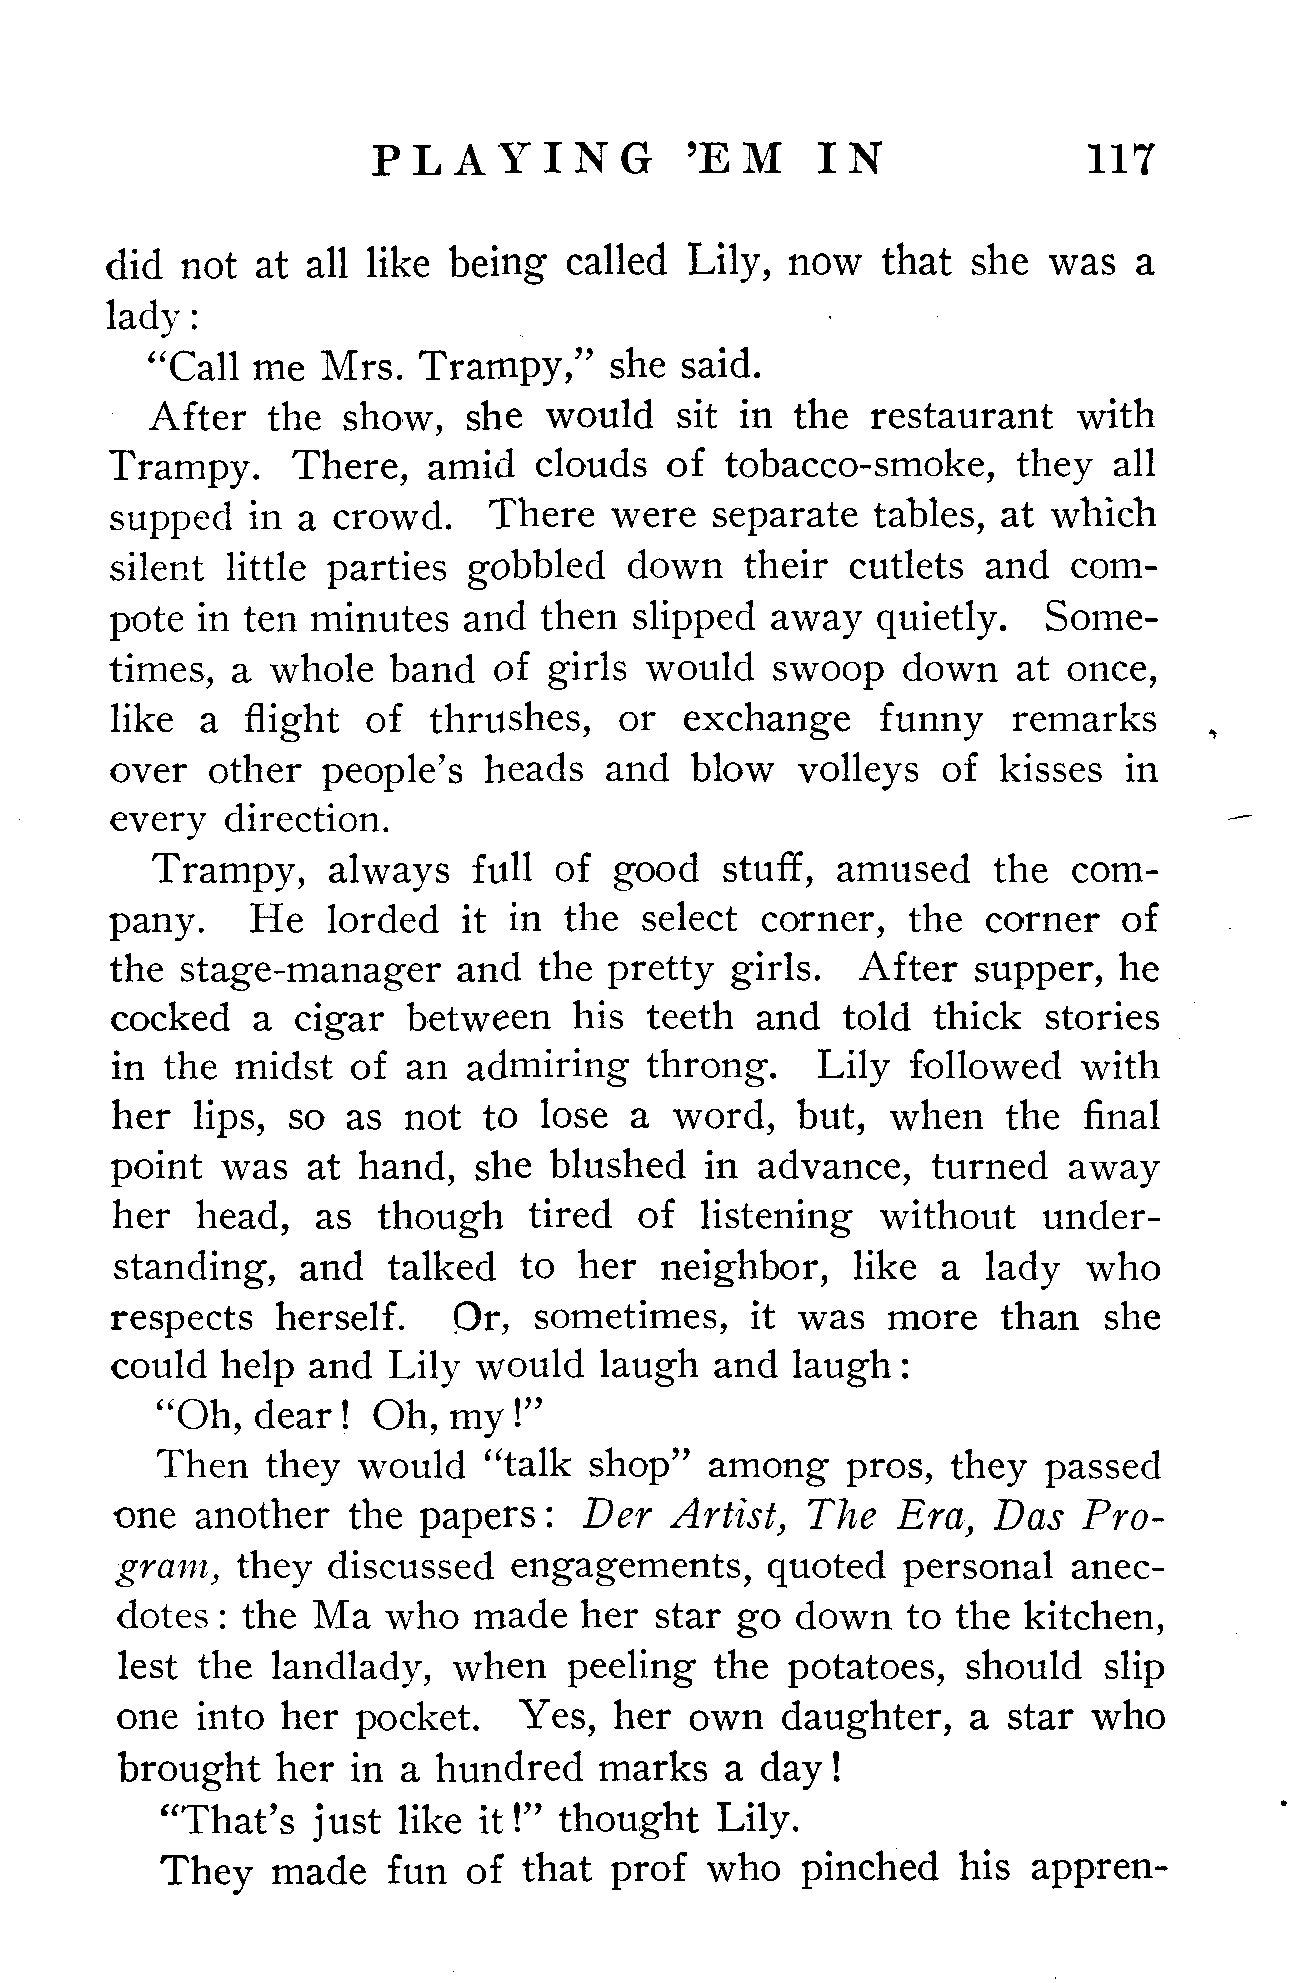 PLAYING 'EM IN 117
did not at all like being called Lily, now that she was a
lady:
"Call me Mrs. Trampy," she said.
After the show, she would sit in the restaurant with
Trampy. There, amid clouds of tobacco-smoke, they all
supped in a crowd. There were separate tables, at which
silent little parties gobbled down their cutlets and com-
pote in ten minutes and then slipped away quietly. Some-
times, a whole band of girls would swoop down at once,
like a flight of thrushes, or exchange funny remarks
over other people's heads and blow volleys of kisses in
every direction.
Trampy, always full of good stuff, amused the com-
pany. He lorded it in the select corner, the corner of
the stage-manager and the pretty girls. After supper, he
cocked a cigar between his teeth and told thick stories
in the midst of an admiring throng. Lily followed with
her lips, so as not to lose a word, but, when the final
point was at hand, she blushed in advance, turned away
her head, as though tired of listening without under-
standing, and talked to her neighbor, like a lady who
respects herself. Or, sometimes, it was more than she
could help and Lily would laugh and laugh:
"Oh, dear! Oh, my!"
Then they would "talk shop" among pros, they passed
one another the papers: Der Artist, The Era, Das Pro-
gram, they discussed engagements, quoted personal anec-
dotes: the Ma who made her star go down to the kitchen,
lest the landlady, when peeling the potatoes, should slip
one into her pocket. Yes, her own daughter, a star who
brought her in a hundred marks a day!
"That's just like it!" thought Lily.
They made fun of that prof who pinched his appren-